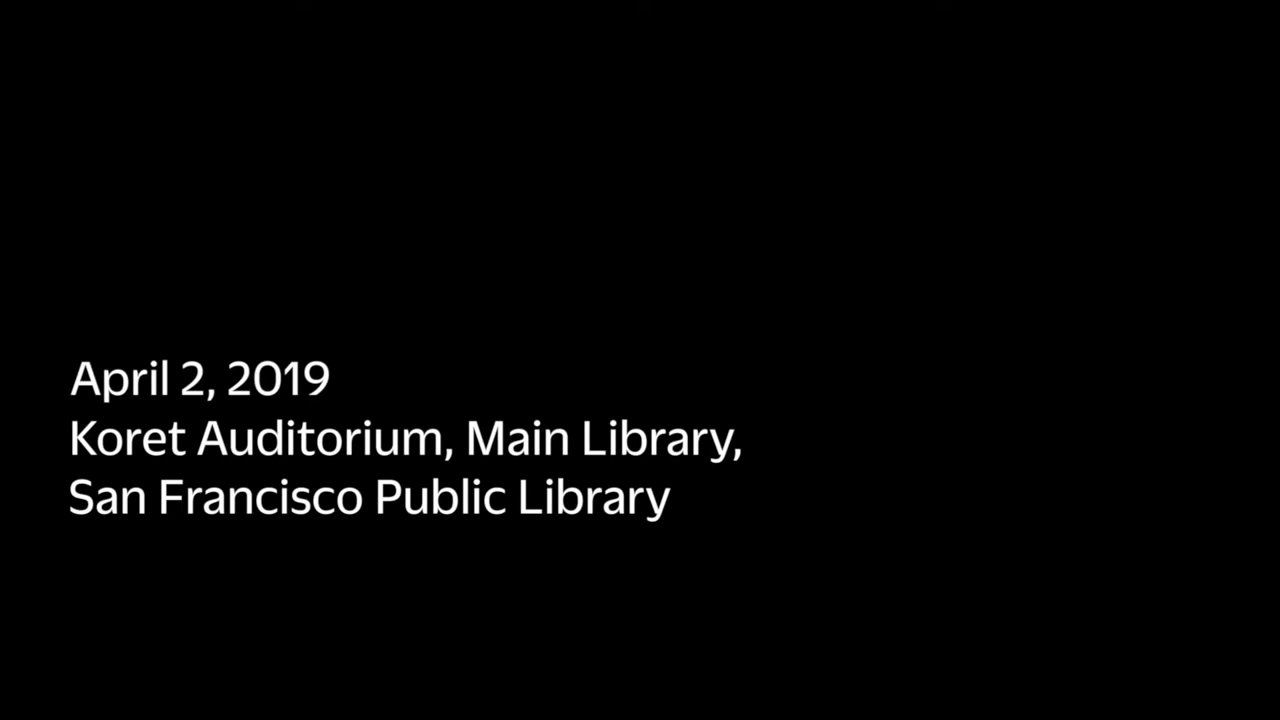 April 2, 2019
Koret Auditorium, Main Library,
San Francisco Public Library